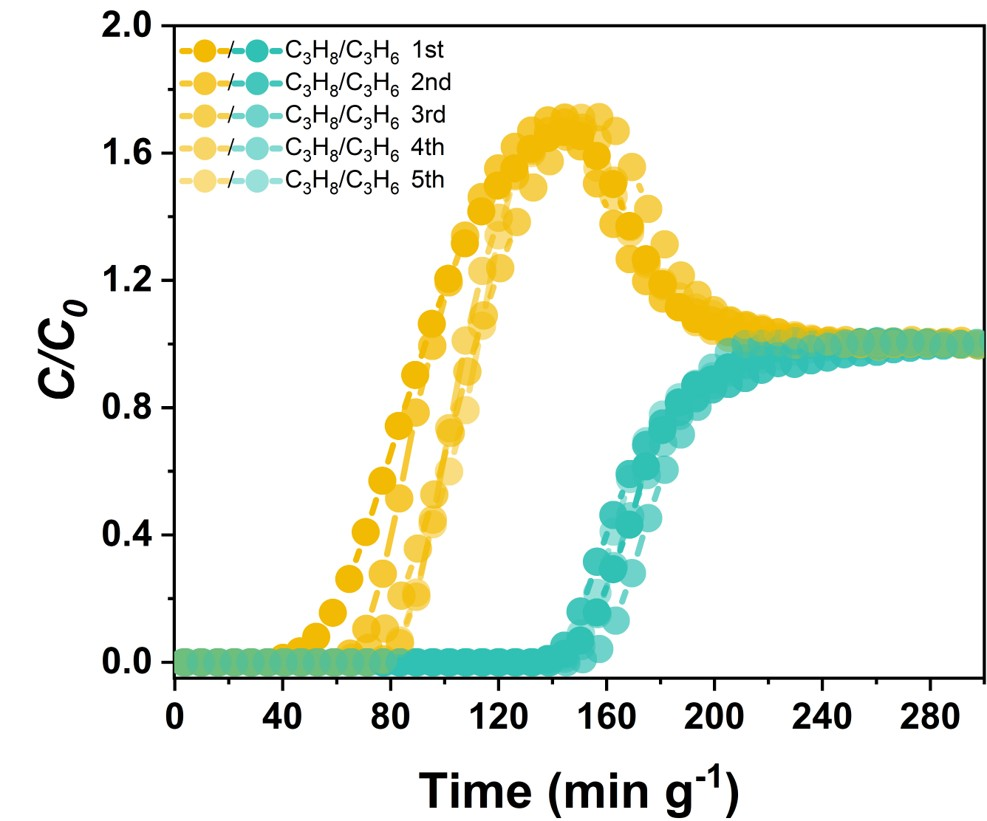 2.0
1.6
1.2
0.8
0.4
0.0
C/C₀
/ C₃H₈/C₃H₆ 1st
/ C₃H₈/C₃H₆ 2nd
/ C₃H₈/C₃H₆ 3rd
/ C₃H₈/C₃H₆ 4th
/ C₃H₈/C₃H₆ 5th
0 40 80 120 160 200 240 280
Time (min g⁻¹)